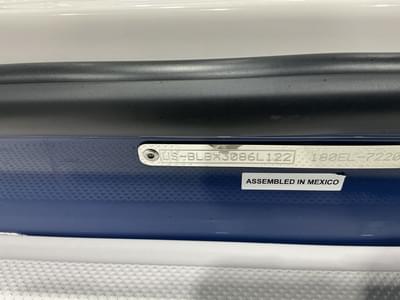 US-BLBX3086L122 180EL-7220
ASSEMBLED IN MEXICO